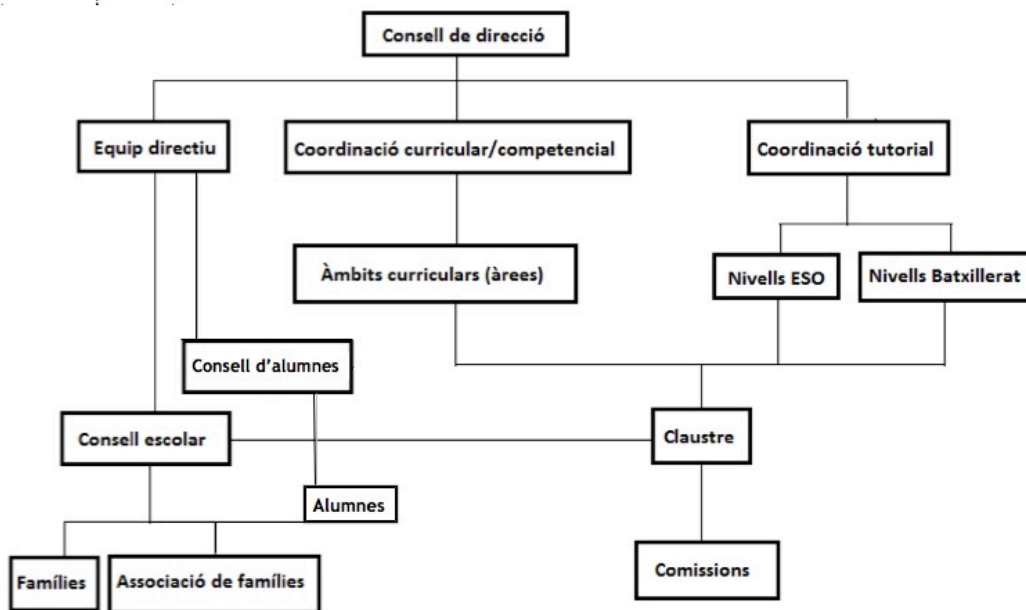 Consell de direcció
Equip directiu
Coordinació curricular/competencial
Coordinació tutorial
Àmbits curriculars (àrees)
Nivells ESO
Nivells Batxillerat
Consell d'alumnes
Consell escolar
Claustre
Alumnes
Famílies
Associació de famílies
Comissions